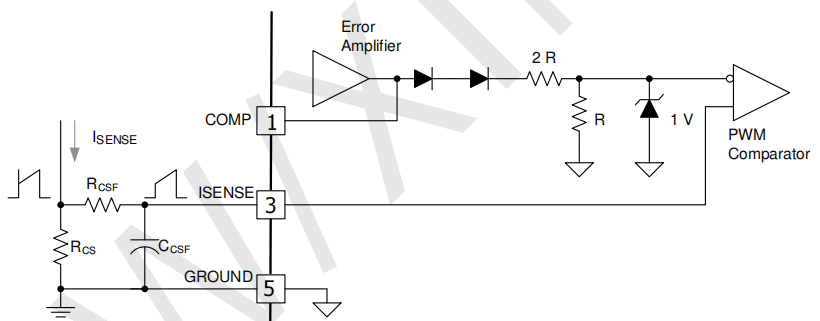 Error
Amplifier
2 R
COMP
1
R
1 V
PWM
Comparator
ISENSE
RCSF
ISENSE
3
RCS
CCSF
GROUND
5